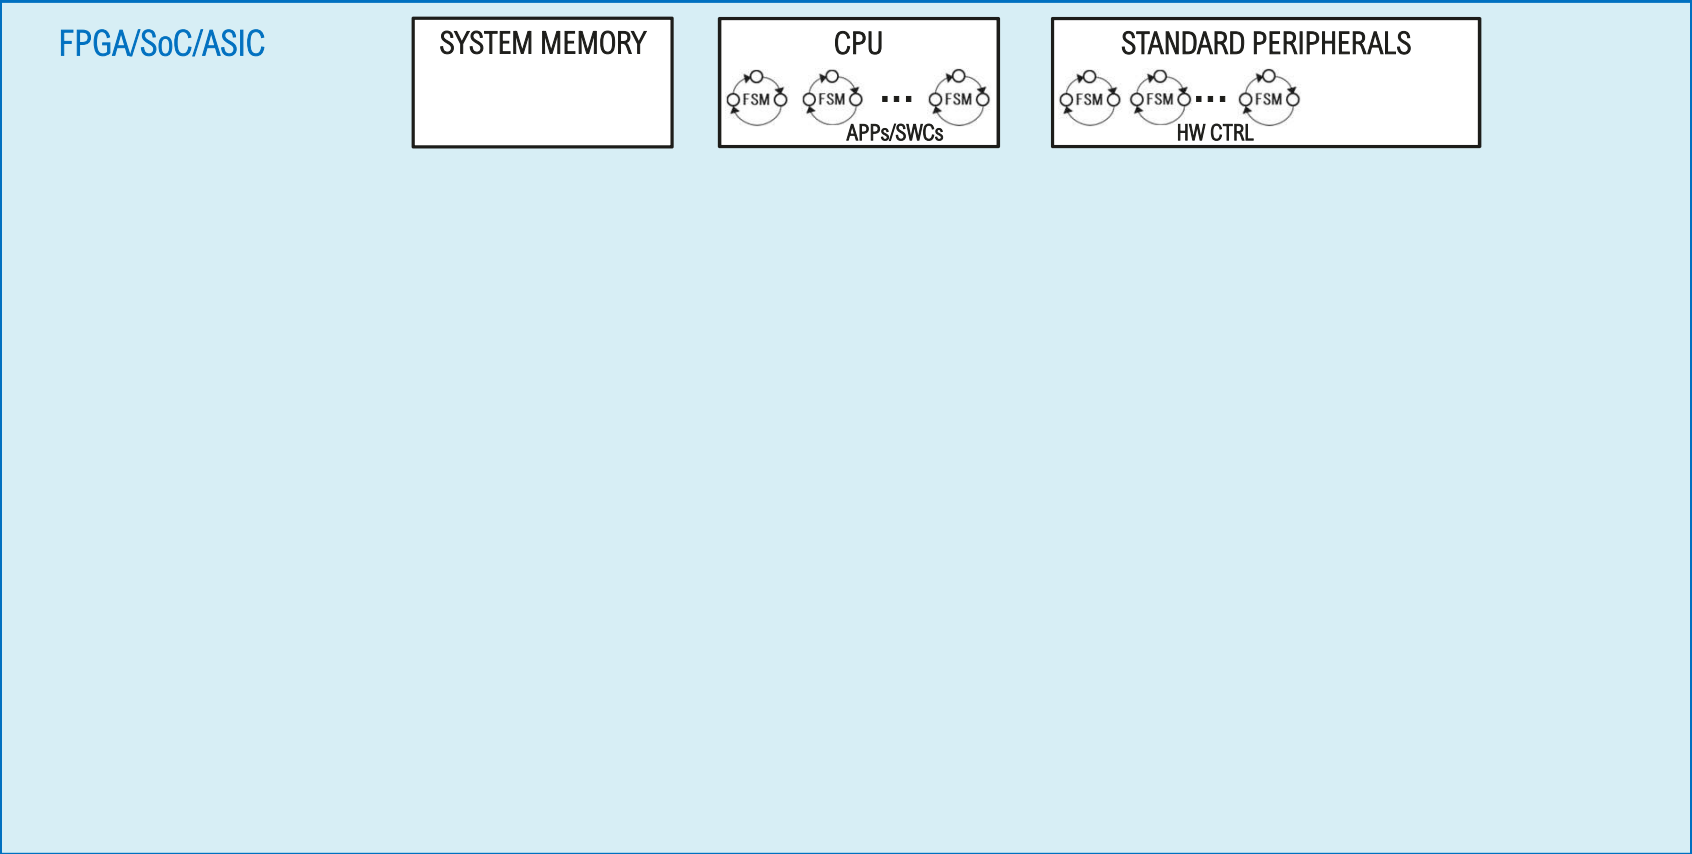 FPGA/SoC/ASIC
SYSTEM MEMORY
CPU
FSM FSM ... FSM
APPs/SWCs
STANDARD PERIPHERALS
FSM FSM ... FSM
HW CTRL